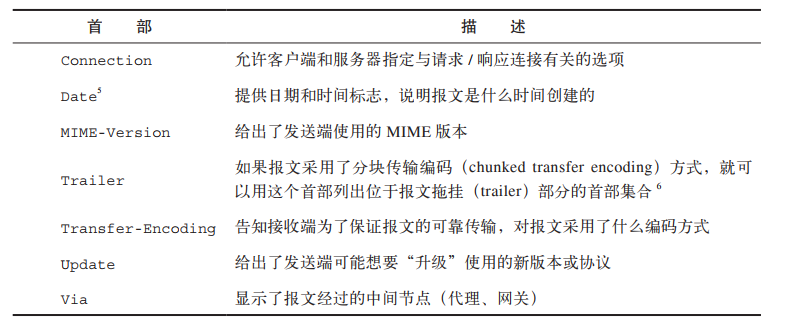 首 部 描 述
Connection 允许客户端和服务器指定与请求 / 响应连接有关的选项
Date5 提供日期和时间标志，说明报文是什么时间创建的
MIME-Version 给出了发送端使用的 MIME 版本
Trailer 如果报文采用了分块传输编码（chunked transfer encoding）方式，就可
以用这个首部列出位于报文拖挂（trailer）部分的首部集合 6
Transfer-Encoding 告知接收端为了保证报文的可靠传输，对报文采用了什么编码方式
Update 给出了发送端可能想要“升级”使用的新版本或协议
Via 显示了报文经过的中间节点（代理、网关）